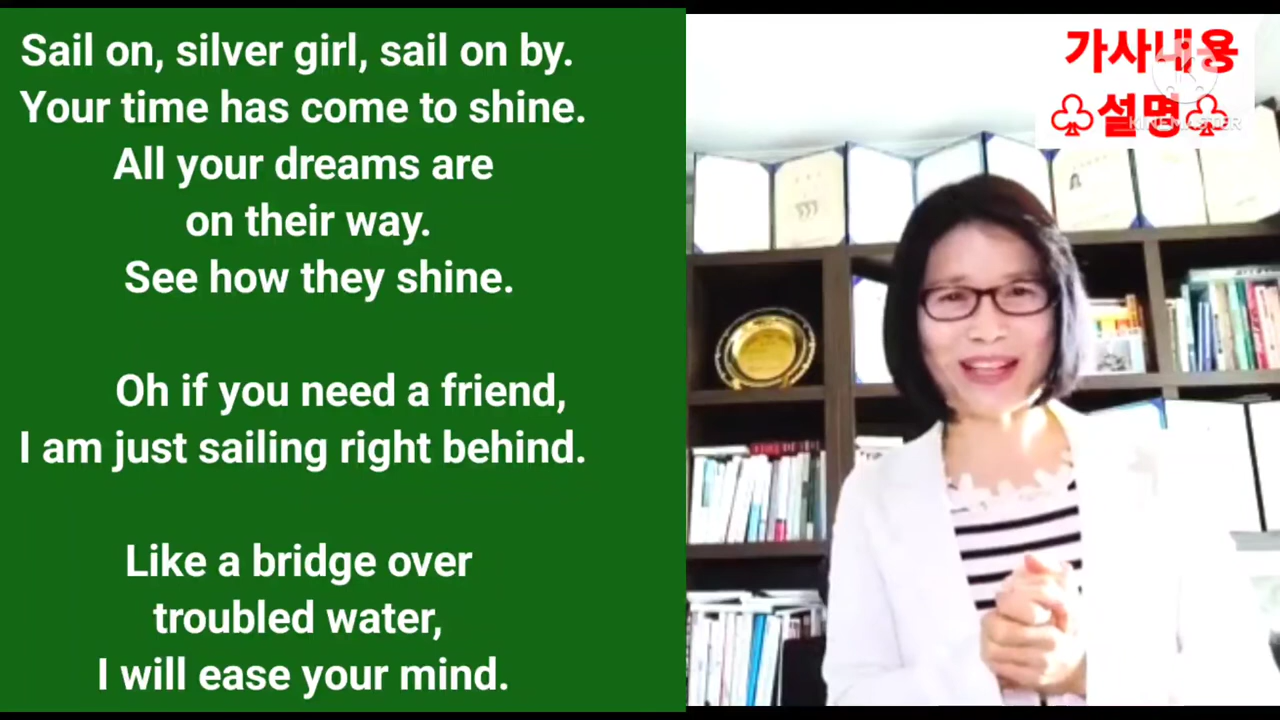 Sail on, silver girl, sail on by.
Your time has come to shine.
All your dreams are
on their way.
See how they shine.
Oh if you need a friend,
I am just sailing right behind.
Like a bridge over
troubled water,
I will ease your mind.
가사내용
♧설명♧
KINEMASTER